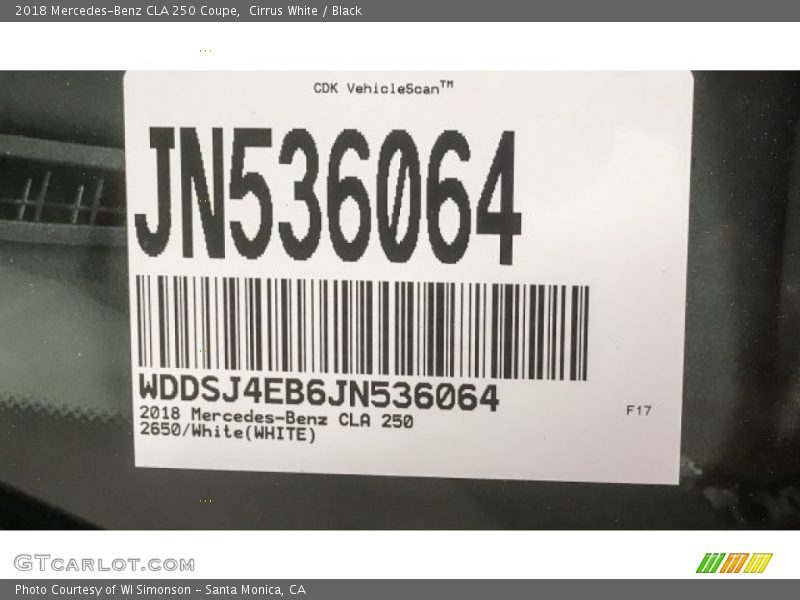 2018 Mercedes-Benz CLA 250 Coupe,  Cirrus White / Black
CDK VehicleScan™
JN536064
WDDSJ4EB6JN536064
2018 Mercedes-Benz CLA 250
2650/White(WHITE)
F17
GTCARLOT.COM
Photo Courtesy of WI Simonson - Santa Monica, CA